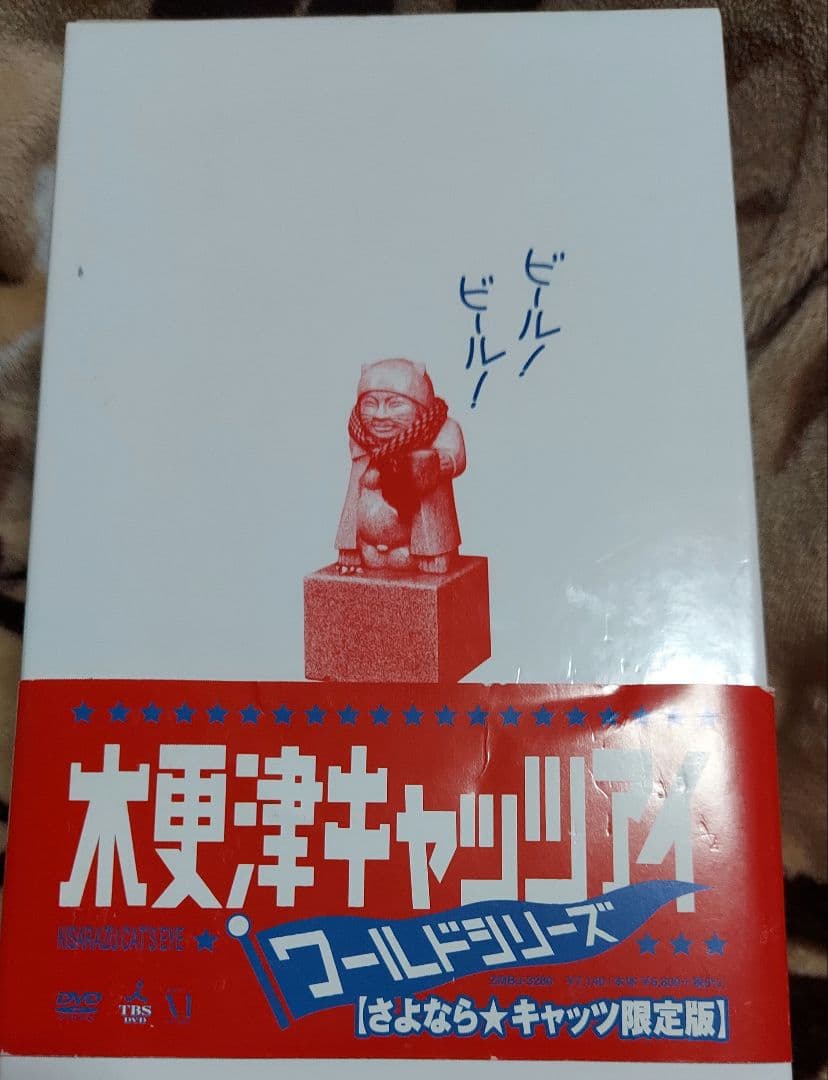 ビール!
ビール!
木更津キャッツアイ
KISARAZU CAT'S EYE
ワールドシリーズ
【さよなら★キャッツ限定版】
DVD
VIDEO
TBS
DVD